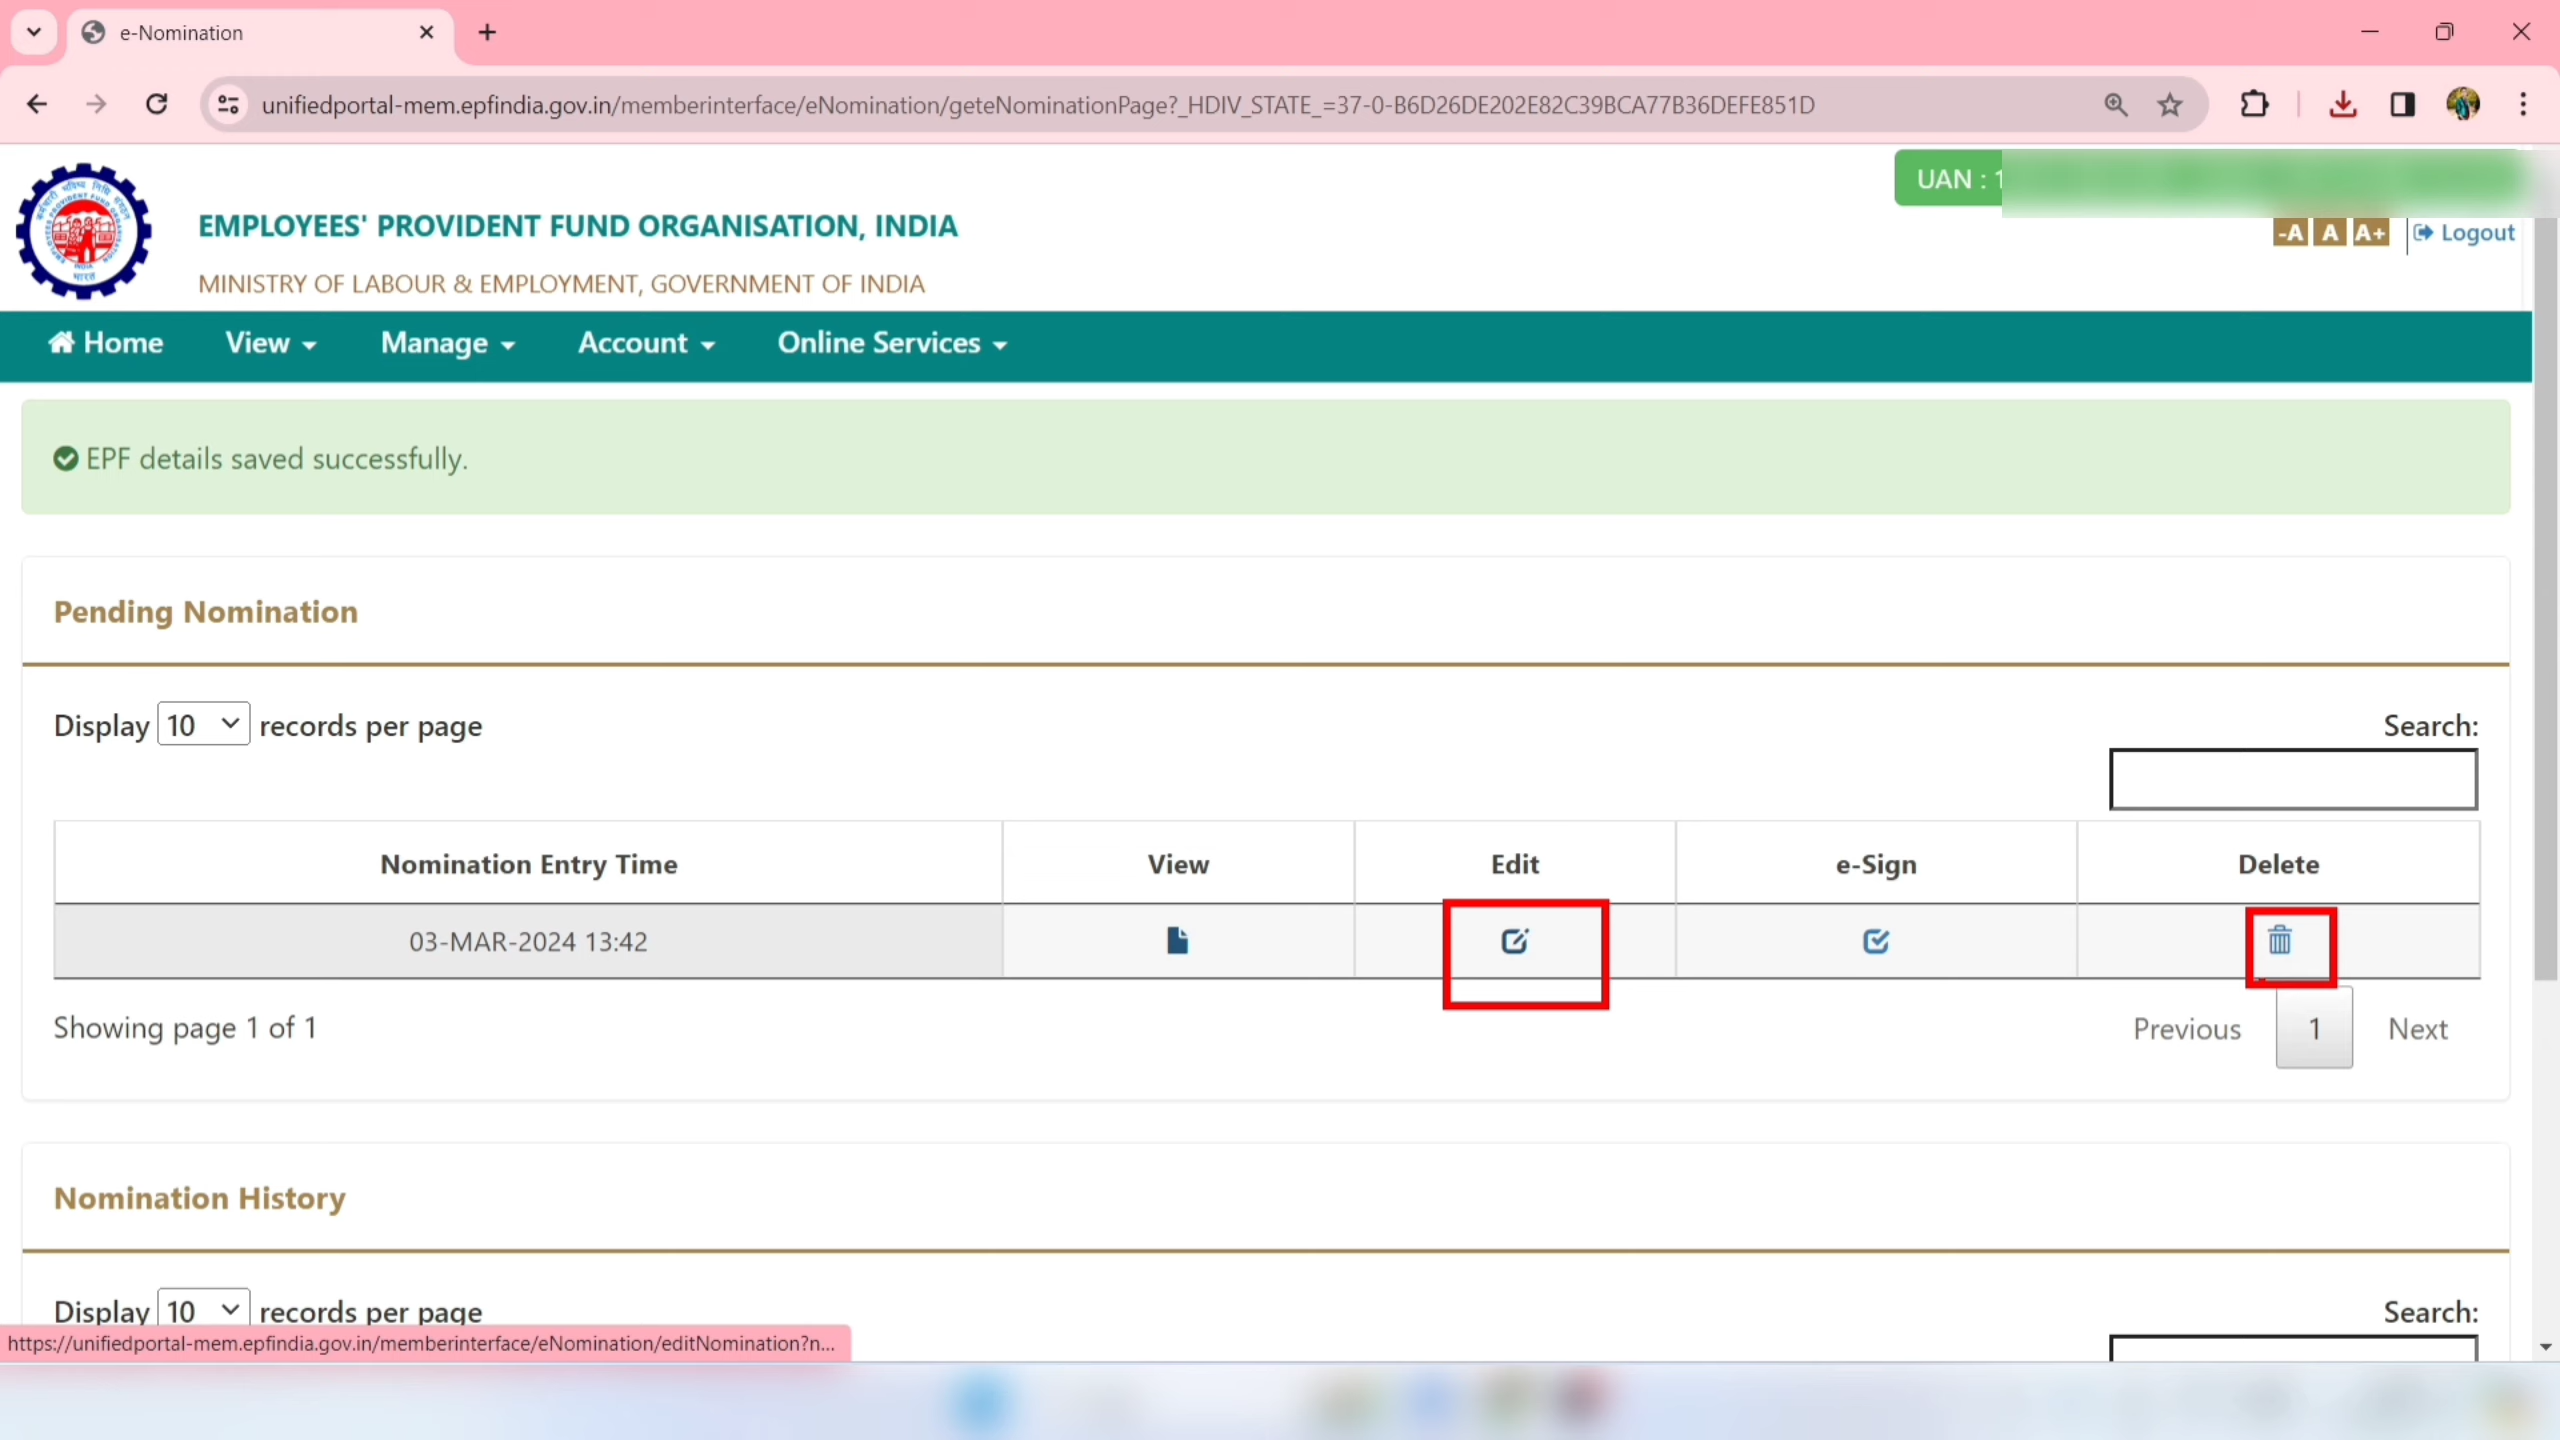 e-Nomination
unifiedportal-mem.epfindia.gov.in/memberinterface/eNomination/geteNominationPage?_HDIV_STATE_=37-0-B6D26DE202E82C39BCA77B36DEFE851D
UAN : 1
EMPLOYEES' PROVIDENT FUND ORGANISATION, INDIA
MINISTRY OF LABOUR & EMPLOYMENT, GOVERNMENT OF INDIA
-A A A+ Logout
Home View Manage Account Online Services
EPF details saved successfully.
Pending Nomination
Display 10 records per page
Search:
Nomination Entry Time View Edit e-Sign Delete
03-MAR-2024 13:42
Showing page 1 of 1
Previous 1 Next
Nomination History
Display 10 records per page
Search:
https://unifiedportal-mem.epfindia.gov.in/memberinterface/eNomination/editNomination?n...